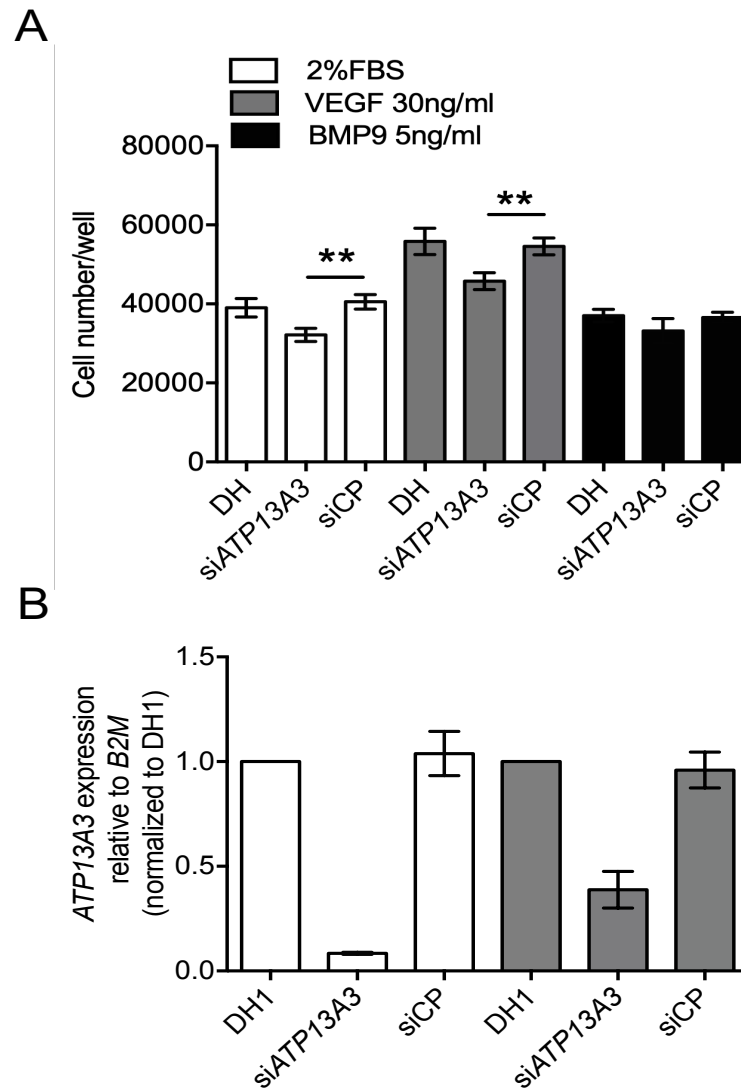 A
2%FBS
VEGF 30ng/ml
BMP9 5ng/ml
Cell number/well
80000
60000
40000
20000
0
**
**
DH
siATP13A3
siCP
DH
siATP13A3
siCP
DH
siATP13A3
siCP
B
ATP13A3 expression
relative to B2M
(normalized to DH1)
1.5
1.0
0.5
0.0
DH1
siATP13A3
siCP
DH1
siATP13A3
siCP